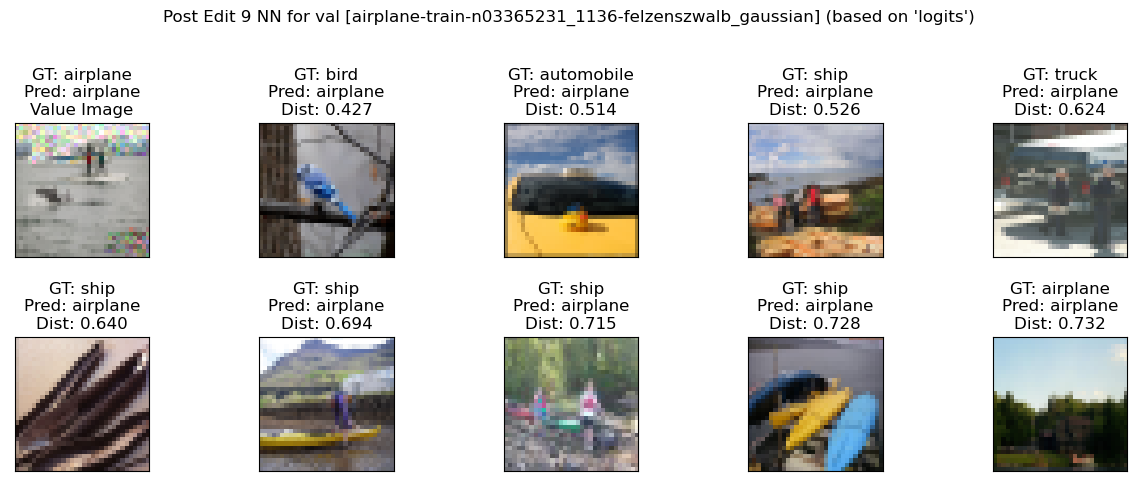 Post Edit 9 NN for val [airplane-train-n03365231_1136-felzenszwalb_gaussian] (based on 'logits')
GT: airplane
Pred: airplane
Value Image
GT: bird
Pred: airplane
Dist: 0.427
GT: automobile
Pred: airplane
Dist: 0.514
GT: ship
Pred: airplane
Dist: 0.526
GT: truck
Pred: airplane
Dist: 0.624
GT: ship
Pred: airplane
Dist: 0.640
GT: ship
Pred: airplane
Dist: 0.694
GT: ship
Pred: airplane
Dist: 0.715
GT: ship
Pred: airplane
Dist: 0.728
GT: airplane
Pred: airplane
Dist: 0.732